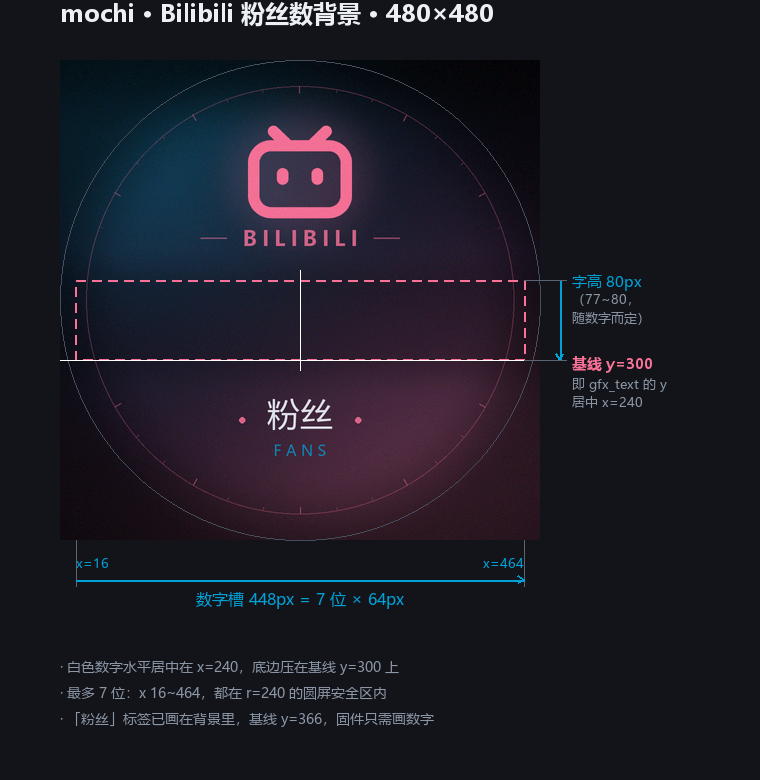 mochi • Bilibili 粉丝数背景 • 480×480
BILIBILI
字高 80px
（77~80，
随数字而定）
基线 y=300
即 gfx_text 的 y
居中 x=240
粉丝
FANS
x=16
x=464
数字槽 448px = 7 位 × 64px
· 白色数字水平居中在 x=240，底边压在基线 y=300 上
· 最多 7 位：x 16~464，都在 r=240 的圆屏安全区内
· 「粉丝」标签已画在背景里，基线 y=366，固件只需画数字